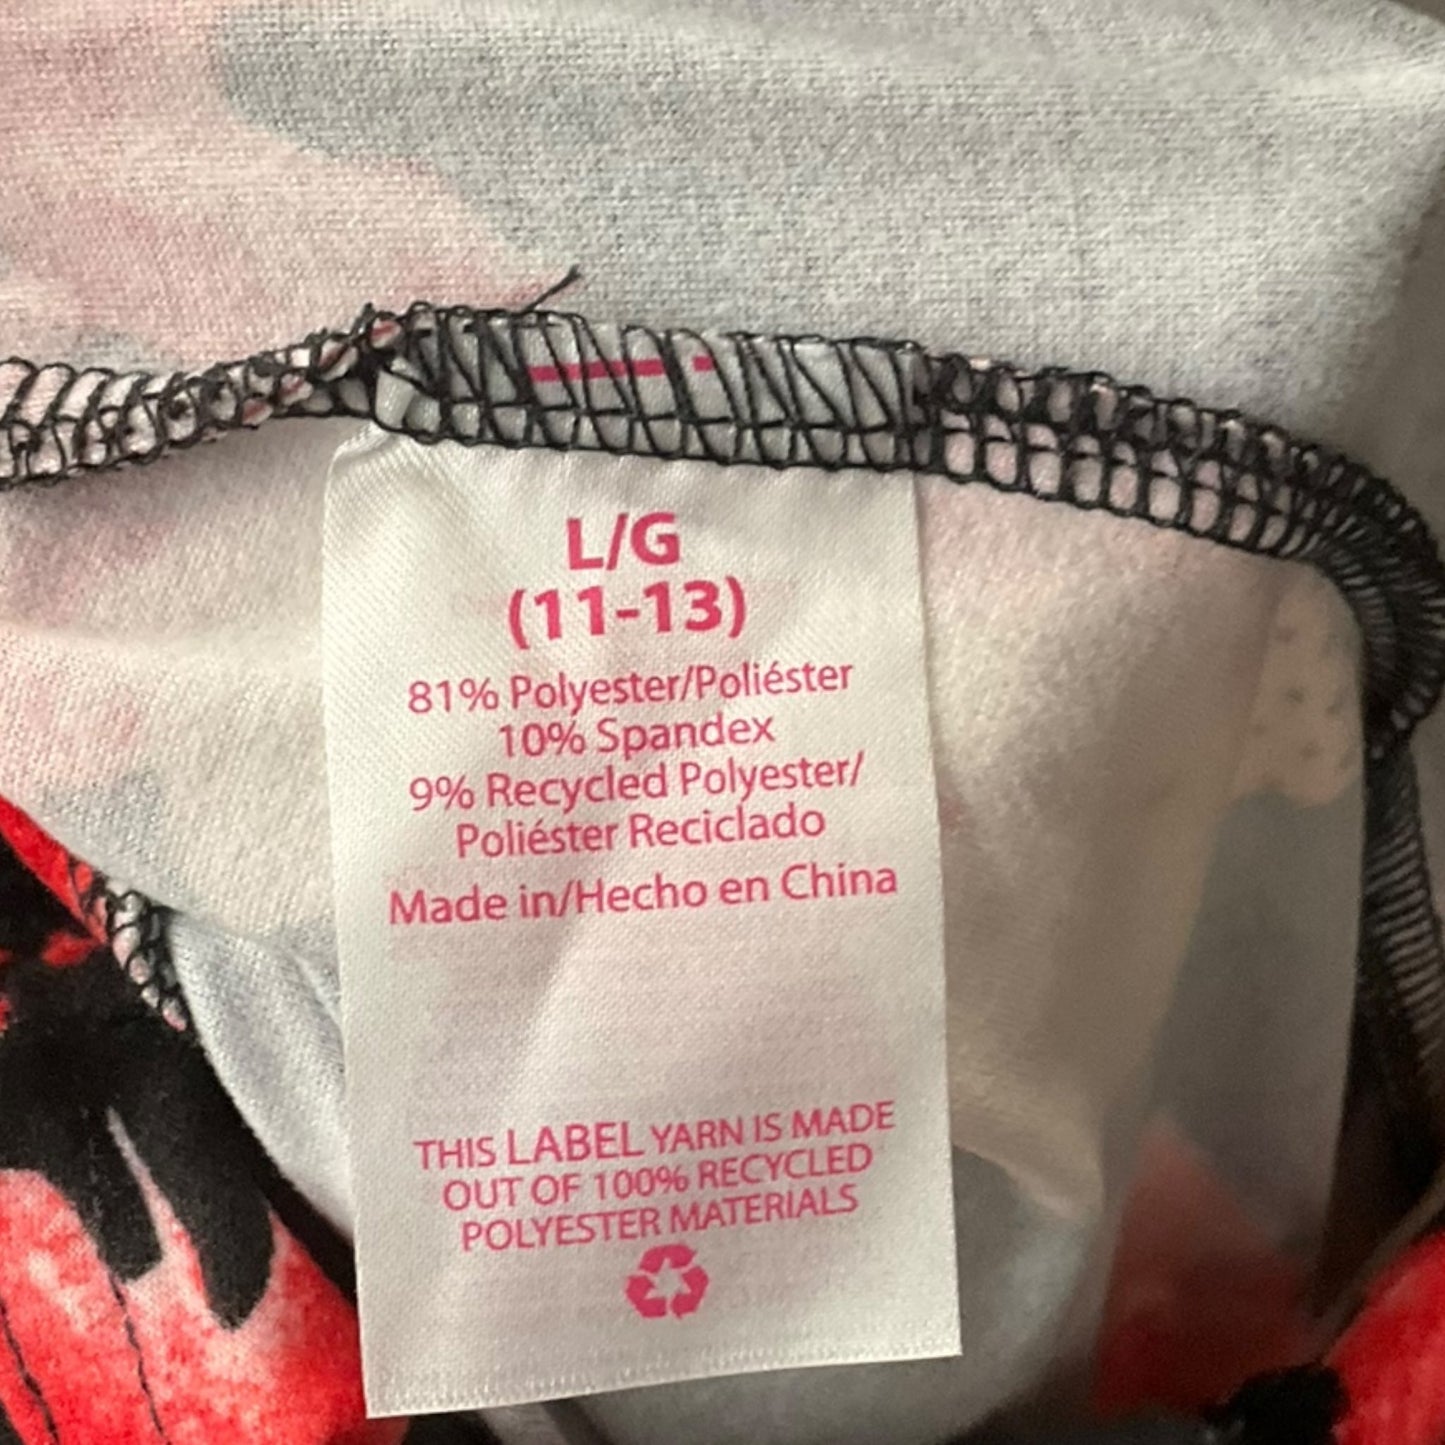 L/G
(11-13)
81% Polyester/Poliéster
10% Spandex
9% Recycled Polyester/
Poliéster Reciclado
Made in/Hecho en China
THIS LABEL YARN IS MADE
OUT OF 100% RECYCLED
POLYESTER MATERIALS